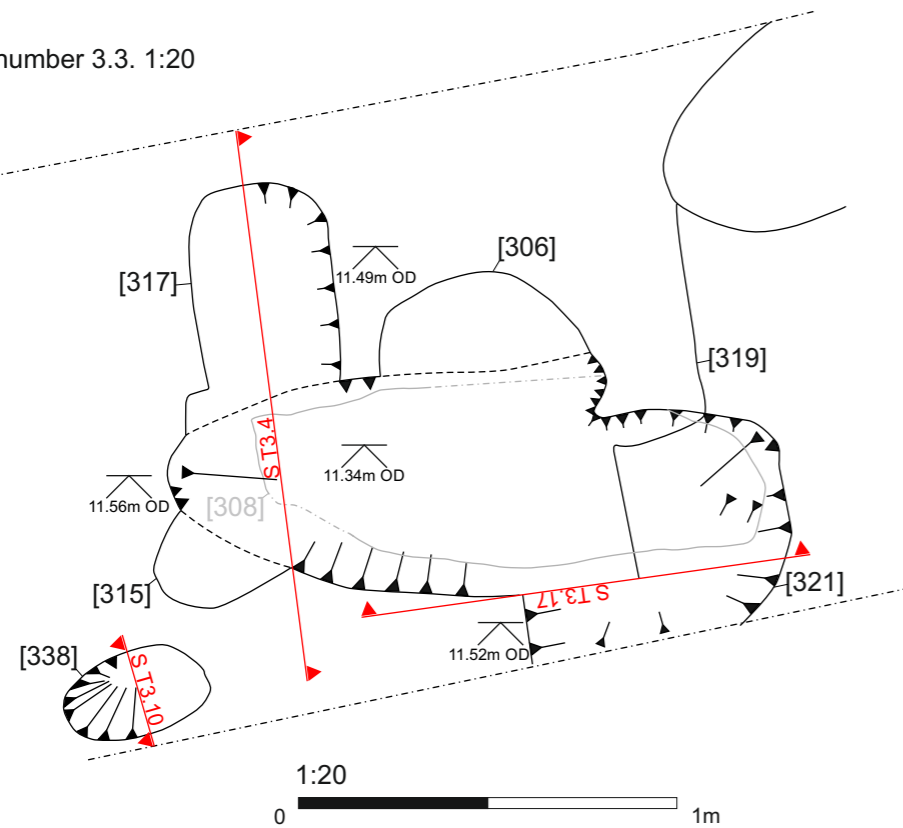 number 3.3. 1:20
[306]
[317]
11.49m OD
[319]
S T3.4
11.34m OD
11.56m OD
[308]
[315]
S T3.17
[321]
11.52m OD
[338]
S T3.10
1:20
0 1m